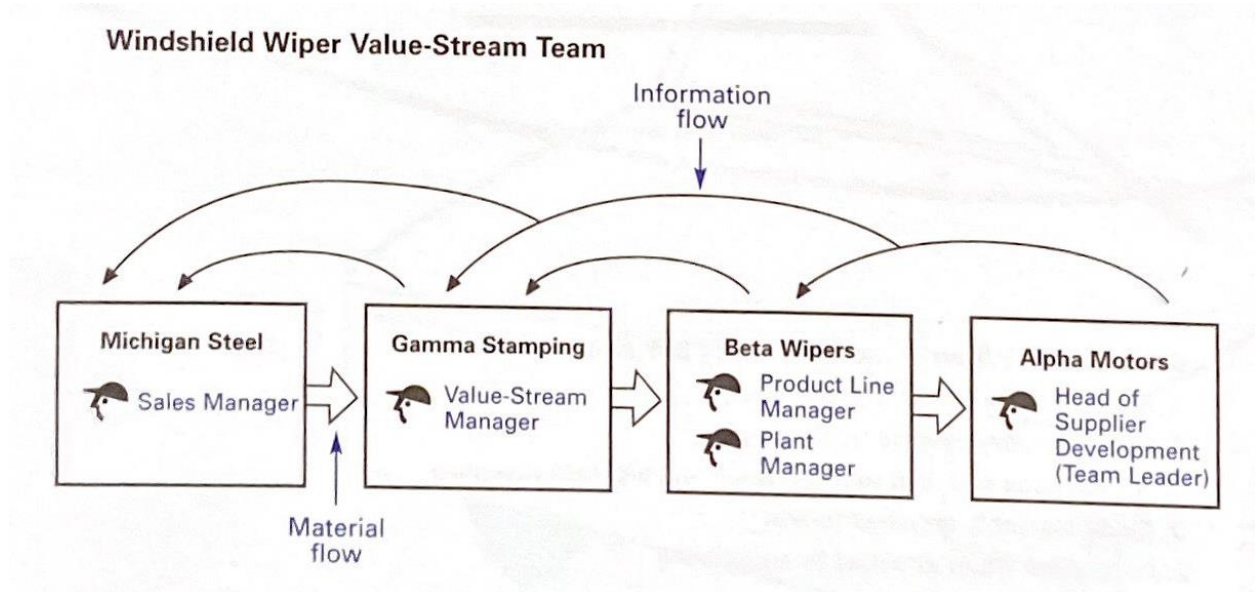 Windshield Wiper Value-Stream Team
Information
flow
Michigan Steel
Sales Manager
Gamma Stamping
Value-Stream
Manager
Beta Wipers
Product Line
Manager
Plant
Manager
Alpha Motors
Head of
Supplier
Development
(Team Leader)
Material
flow